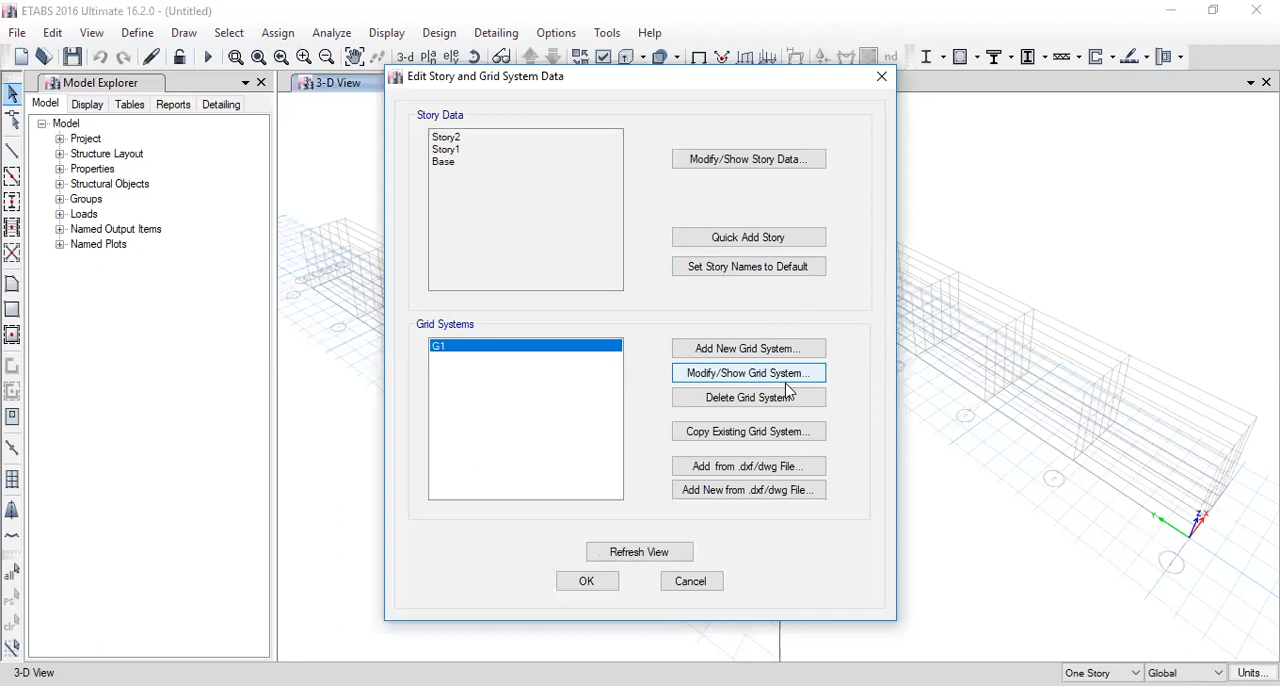 ETABS 2016 Ultimate 16.2.0 - (Untitled)
File Edit View Define Draw Select Assign Analyze Display Design Detailing Options Tools Help
3-d
nd
Model Explorer
3-D View
Edit Story and Grid System Data
Model Display Tables Reports Detailing
Model
Project
Structure Layout
Properties
Structural Objects
Groups
Loads
Named Output Items
Named Plots
all
Story Data
Story2
Story1
Base
Modify/Show Story Data...
Quick Add Story
Set Story Names to Default
Grid Systems
G1
Add New Grid System...
Modify/Show Grid System...
Delete Grid System
Copy Existing Grid System...
Add from .dxf/dwg File...
Add New from .dxf/dwg File...
Refresh View
OK Cancel
Y Z X
3-D View
One Story Global Units...